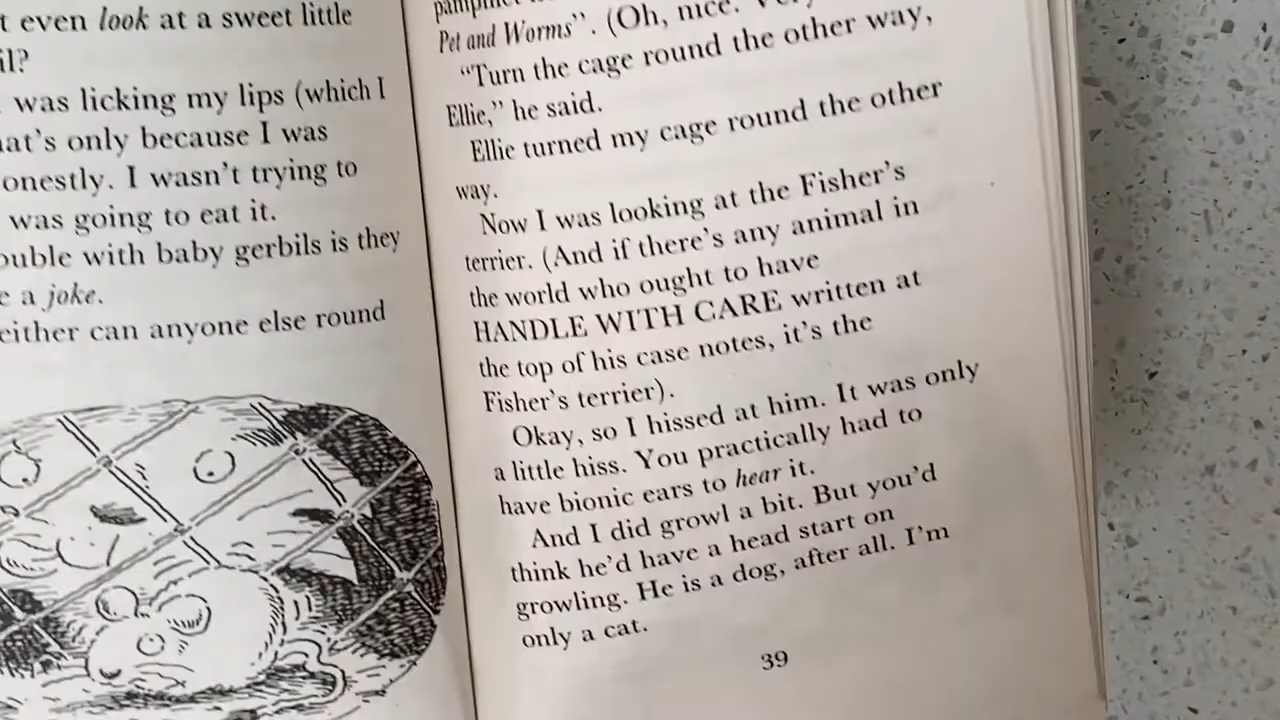 t even look at a sweet little
il?
was licking my lips (which I
at's only because I was
onestly. I wasn't trying to
was going to eat it.
ouble with baby gerbils is they
e a joke.
either can anyone else round
Pet and Worms". (Oh, nice.
"Turn the cage round the other way,
Ellie," he said.
Ellie turned my cage round the other
way.
Now I was looking at the Fisher's
terrier. (And if there's any animal in
the world who ought to have
HANDLE WITH CARE written at
the top of his case notes, it's the
Fisher's terrier).
Okay, so I hissed at him. It was only
a little hiss. You practically had to
have bionic ears to hear it.
And I did growl a bit. But you'd
think he'd have a head start on
growling. He is a dog, after all. I'm
only a cat.
39